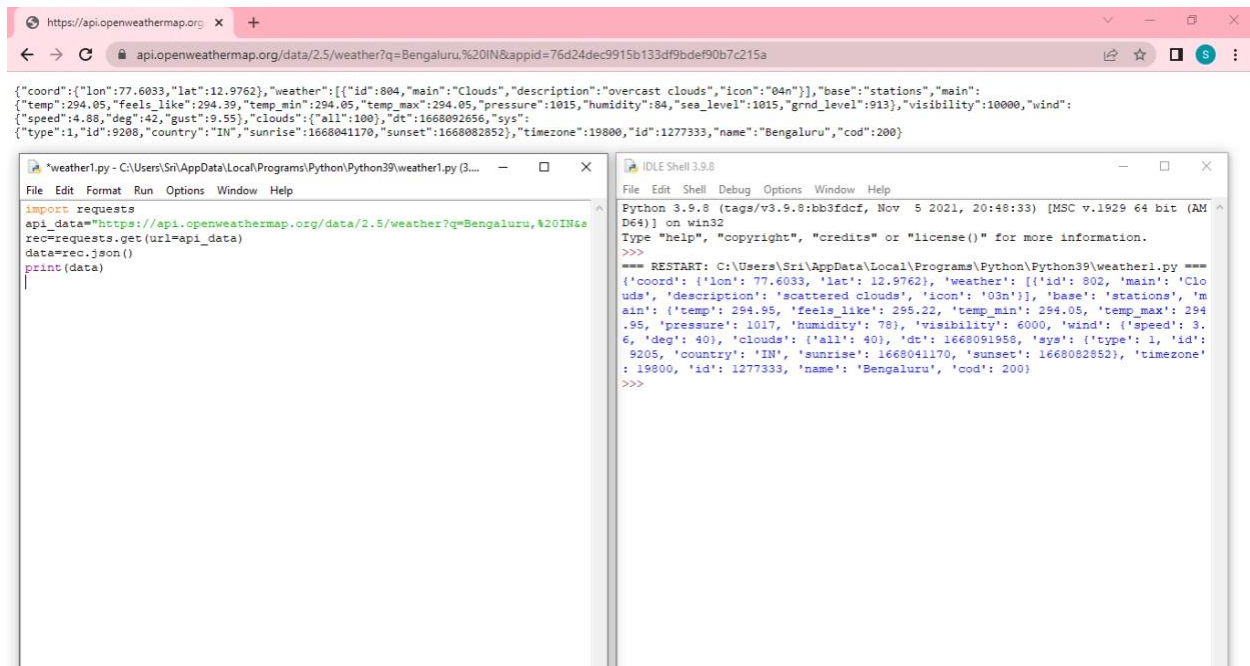 https://api.openweathermap.org
api.openweathermap.org/data/2.5/weather?q=Bengaluru,%20IN&appid=76d24dec9915b133df9bdef90b7c215a
S
{"coord":{"lon":77.6033,"lat":12.9762},"weather":[{"id":804,"main":"Clouds","description":"overcast clouds","icon":"04n"}],"base":"stations","main":
{"temp":294.05,"feels_like":294.39,"temp_min":294.05,"temp_max":294.05,"pressure":1015,"humidity":84,"sea_level":1015,"grnd_level":913},"visibility":10000,"wind":
{"speed":4.88,"deg":42,"gust":9.55},"clouds":{"all":100},"dt":1668092656,"sys":
{"type":1,"id":9208,"country":"IN","sunrise":1668041170,"sunset":1668082852},"timezone":19800,"id":1277333,"name":"Bengaluru","cod":200}
*weather1.py - C:\Users\Sri\AppData\Local\Programs\Python\Python39\weather1.py (3....
File Edit Format Run Options Window Help
import requests
api_data="https://api.openweathermap.org/data/2.5/weather?q=Bengaluru,%20IN&a
rec=requests.get(url=api_data)
data=rec.json()
print(data)
IDLE Shell 3.9.8
File Edit Shell Debug Options Window Help
Python 3.9.8 (tags/v3.9.8:bb3fdcf, Nov  5 2021, 20:48:33) [MSC v.1929 64 bit (AM
D64)] on win32
Type "help", "copyright", "credits" or "license()" for more information.
>>>
=== RESTART: C:\Users\Sri\AppData\Local\Programs\Python\Python39\weather1.py ===
{'coord': {'lon': 77.6033, 'lat': 12.9762}, 'weather': [{'id': 802, 'main': 'Clo
uds', 'description': 'scattered clouds', 'icon': '03n'}], 'base': 'stations', 'm
ain': {'temp': 294.95, 'feels_like': 295.22, 'temp_min': 294.05, 'temp_max': 294
.95, 'pressure': 1017, 'humidity': 78}, 'visibility': 6000, 'wind': {'speed': 3.
6, 'deg': 40}, 'clouds': {'all': 40}, 'dt': 1668091958, 'sys': {'type': 1, 'id':
 9205, 'country': 'IN', 'sunrise': 1668041170, 'sunset': 1668082852}, 'timezone'
: 19800, 'id': 1277333, 'name': 'Bengaluru', 'cod': 200}
>>>